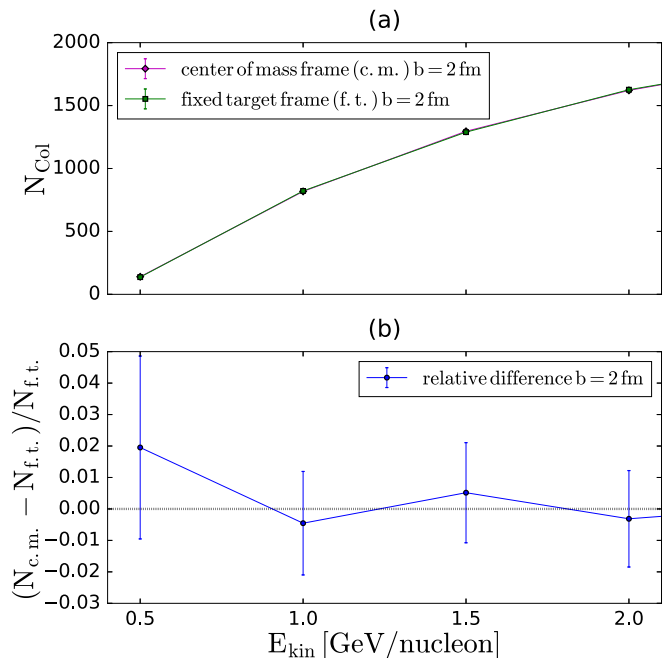 (a)
2000
1500
1000
500
0
N_Col
center of mass frame (c. m.) b = 2 fm
fixed target frame (f. t.) b = 2 fm
(b)
0.05
0.04
0.03
0.02
0.01
0.00
−0.01
−0.02
−0.03
(N_c.m. − N_f.t.)/N_f.t.
relative difference b = 2 fm
0.5 1.0 1.5 2.0
E_kin [GeV/nucleon]